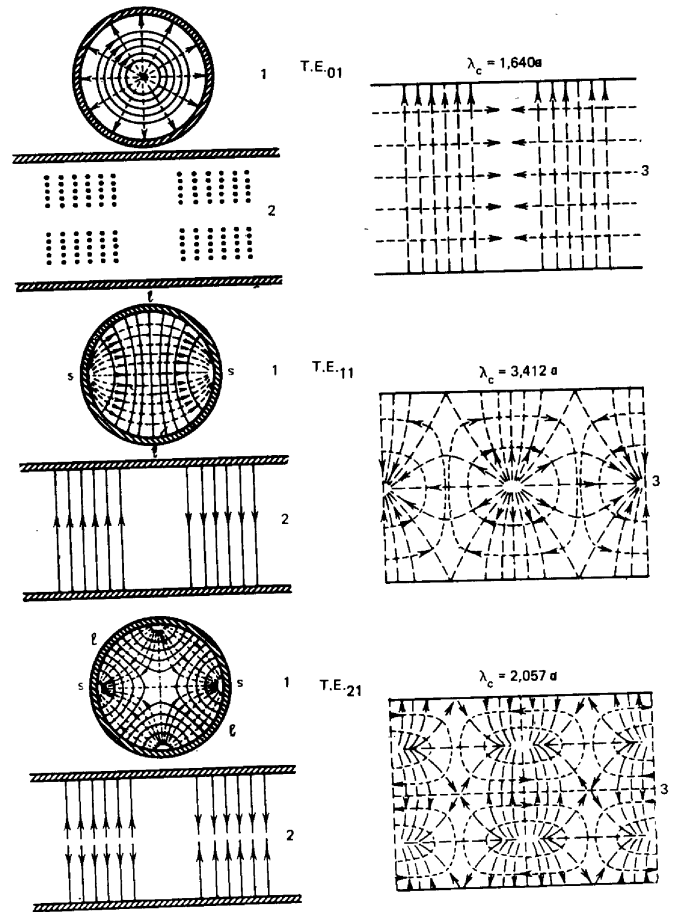 1 T.E.01 λc = 1,640a
2
3
ℓ
s s 1 T.E.11 λc = 3,412 a
ℓ
2
3
ℓ
s s 1 T.E.21 λc = 2,057 a
ℓ
2
3